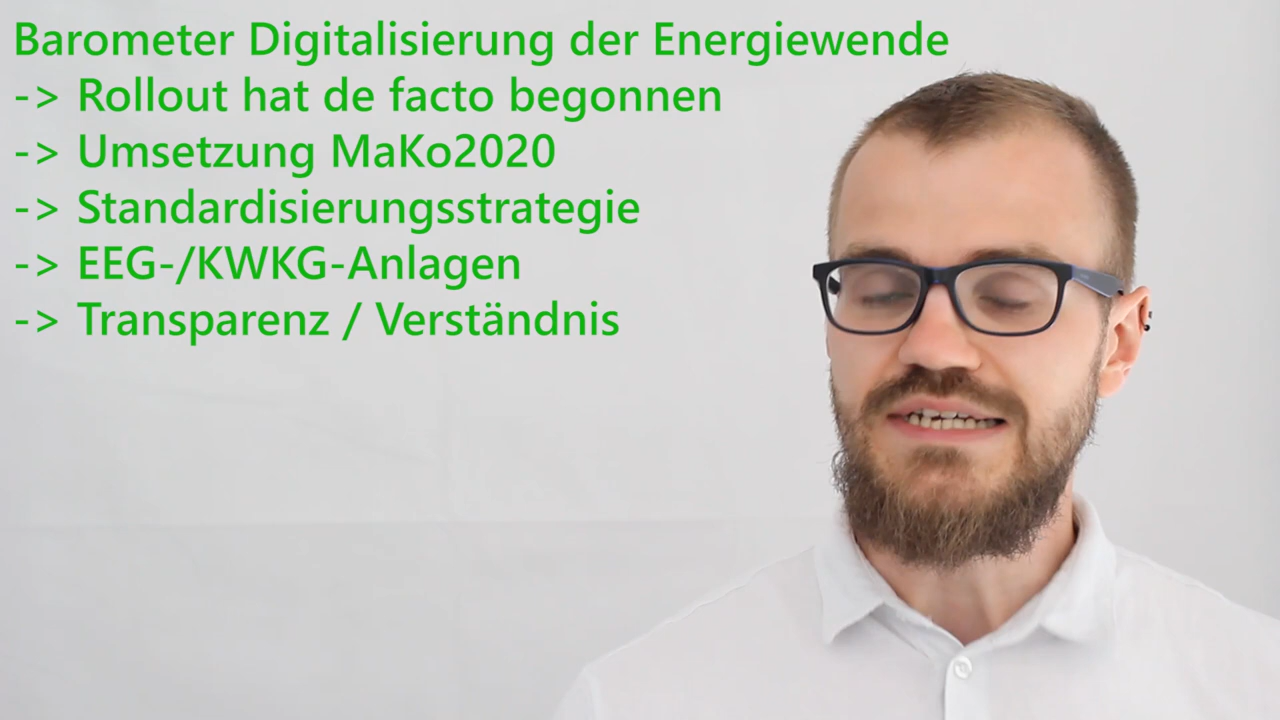 Barometer Digitalisierung der Energiewende
-> Rollout hat de facto begonnen
-> Umsetzung MaKo2020
-> Standardisierungsstrategie
-> EEG-/KWKG-Anlagen
-> Transparenz / Verständnis